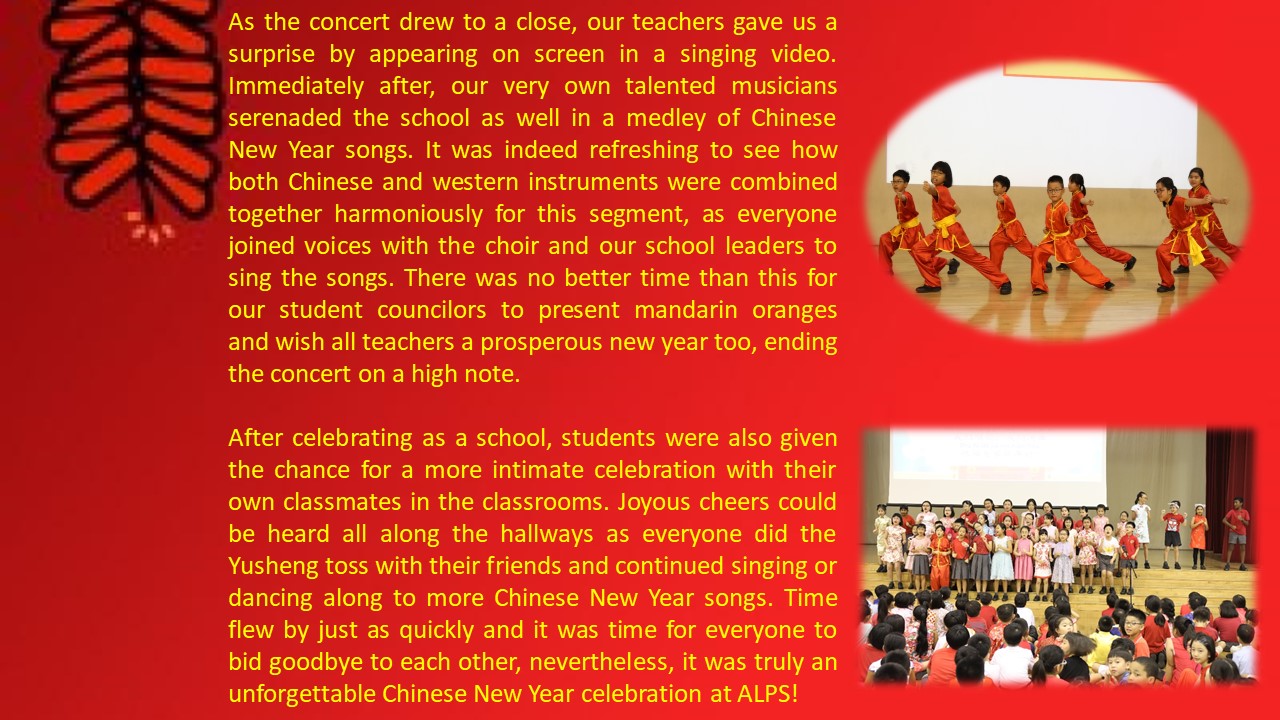 As the concert drew to a close, our teachers gave us a
surprise by appearing on screen in a singing video.
Immediately after, our very own talented musicians
serenaded the school as well in a medley of Chinese
New Year songs. It was indeed refreshing to see how
both Chinese and western instruments were combined
together harmoniously for this segment, as everyone
joined voices with the choir and our school leaders to
sing the songs. There was no better time than this for
our student councilors to present mandarin oranges
and wish all teachers a prosperous new year too, ending
the concert on a high note.
After celebrating as a school, students were also given
the chance for a more intimate celebration with their
own classmates in the classrooms. Joyous cheers could
be heard all along the hallways as everyone did the
Yusheng toss with their friends and continued singing or
dancing along to more Chinese New Year songs. Time
flew by just as quickly and it was time for everyone to
bid goodbye to each other, nevertheless, it was truly an
unforgettable Chinese New Year celebration at ALPS!